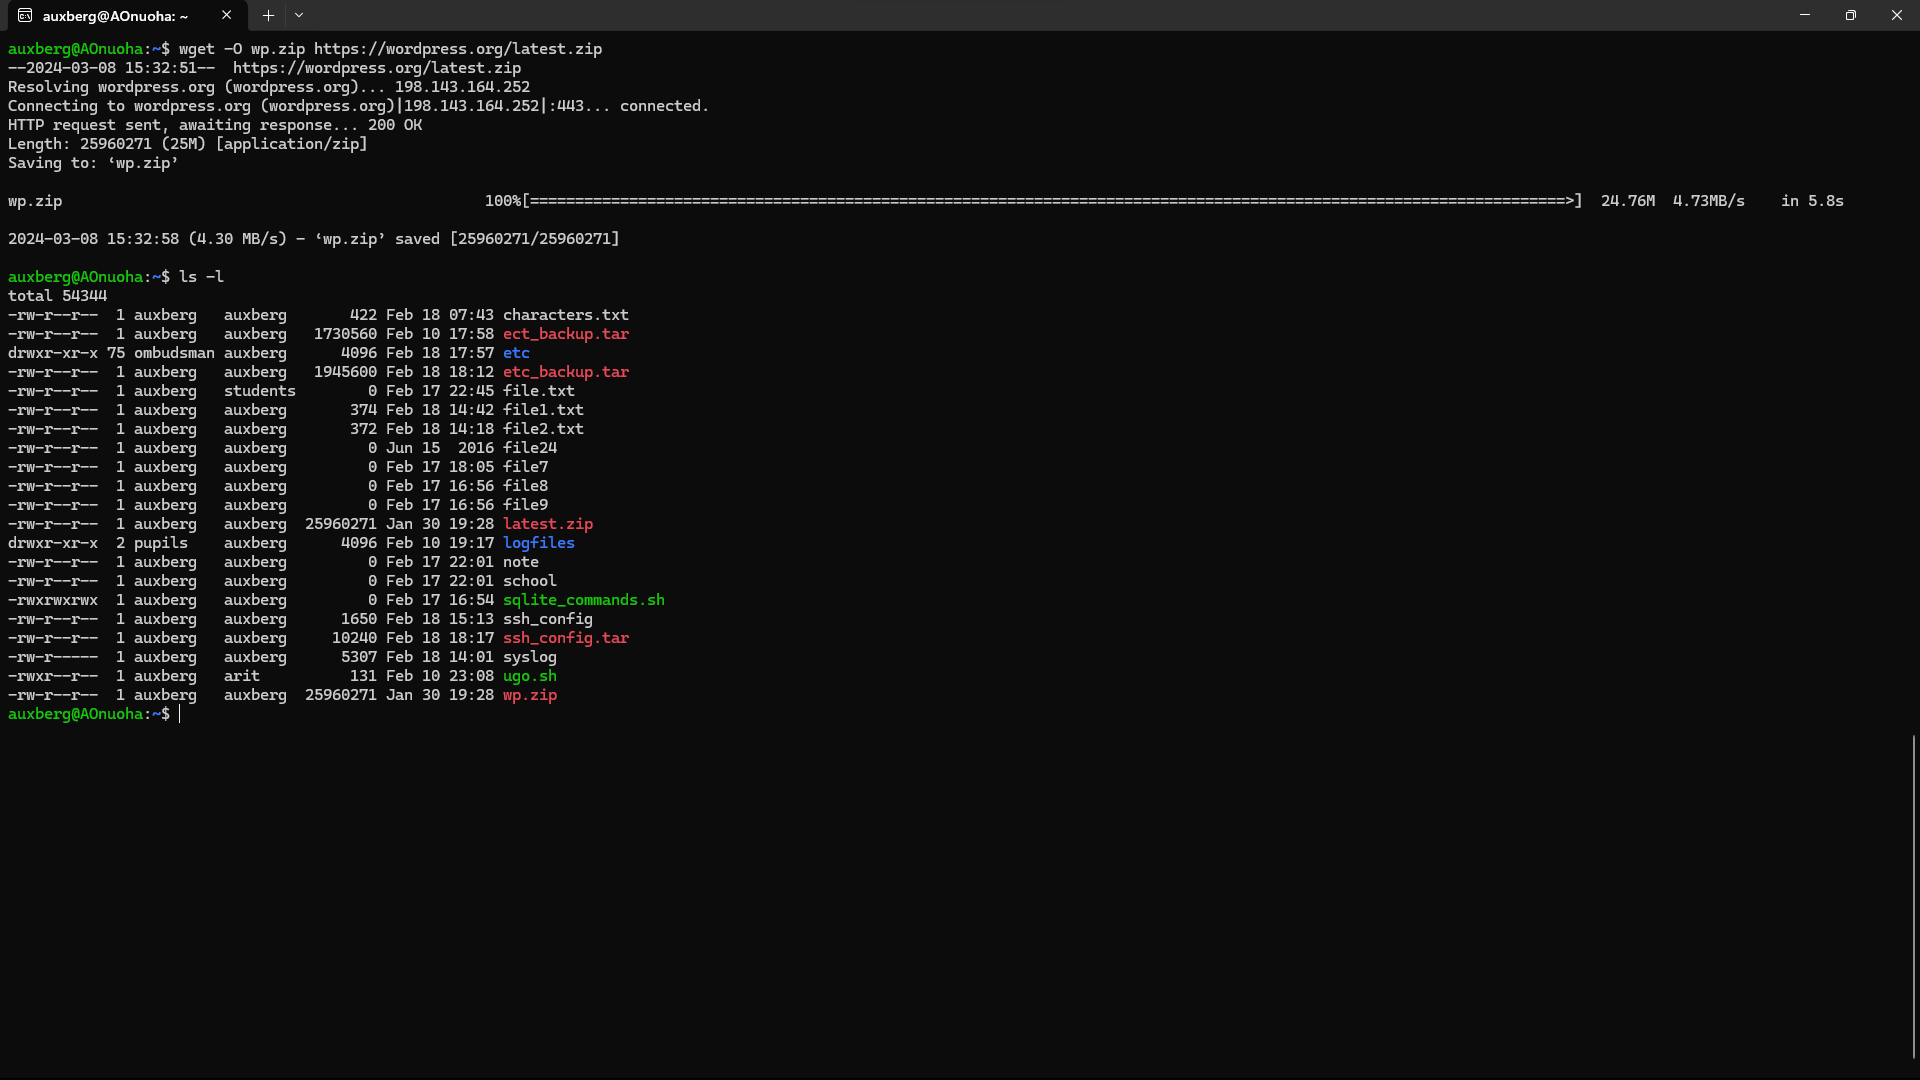 auxberg@AOnuoha: ~
auxberg@AOnuoha:~$ wget -O wp.zip https://wordpress.org/latest.zip
--2024-03-08 15:32:51--  https://wordpress.org/latest.zip
Resolving wordpress.org (wordpress.org)... 198.143.164.252
Connecting to wordpress.org (wordpress.org)|198.143.164.252|:443... connected.
HTTP request sent, awaiting response... 200 OK
Length: 25960271 (25M) [application/zip]
Saving to: ‘wp.zip’
wp.zip 100%[===================================================================================================================>] 24.76M 4.73MB/s in 5.8s
2024-03-08 15:32:58 (4.30 MB/s) - ‘wp.zip’ saved [25960271/25960271]
auxberg@AOnuoha:~$ ls -l
total 54344
-rw-r--r--  1 auxberg   auxberg       422 Feb 18 07:43 characters.txt
-rw-r--r--  1 auxberg   auxberg   1730560 Feb 10 17:58 ect_backup.tar
drwxr-xr-x 75 ombudsman auxberg      4096 Feb 18 17:57 etc
-rw-r--r--  1 auxberg   auxberg   1945600 Feb 18 18:12 etc_backup.tar
-rw-r--r--  1 auxberg   students        0 Feb 17 22:45 file.txt
-rw-r--r--  1 auxberg   auxberg       374 Feb 18 14:42 file1.txt
-rw-r--r--  1 auxberg   auxberg       372 Feb 18 14:18 file2.txt
-rw-r--r--  1 auxberg   auxberg         0 Jun 15  2016 file24
-rw-r--r--  1 auxberg   auxberg         0 Feb 17 18:05 file7
-rw-r--r--  1 auxberg   auxberg         0 Feb 17 16:56 file8
-rw-r--r--  1 auxberg   auxberg         0 Feb 17 16:56 file9
-rw-r--r--  1 auxberg   auxberg  25960271 Jan 30 19:28 latest.zip
drwxr-xr-x  2 pupils    auxberg      4096 Feb 10 19:17 logfiles
-rw-r--r--  1 auxberg   auxberg         0 Feb 17 22:01 note
-rw-r--r--  1 auxberg   auxberg         0 Feb 17 22:01 school
-rwxrwxrwx  1 auxberg   auxberg         0 Feb 17 16:54 sqlite_commands.sh
-rw-r--r--  1 auxberg   auxberg      1650 Feb 18 15:13 ssh_config
-rw-r--r--  1 auxberg   auxberg     10240 Feb 18 18:17 ssh_config.tar
-rw-r-----  1 auxberg   auxberg      5307 Feb 18 14:01 syslog
-rwxr--r--  1 auxberg   arit          131 Feb 10 23:08 ugo.sh
-rw-r--r--  1 auxberg   auxberg  25960271 Jan 30 19:28 wp.zip
auxberg@AOnuoha:~$